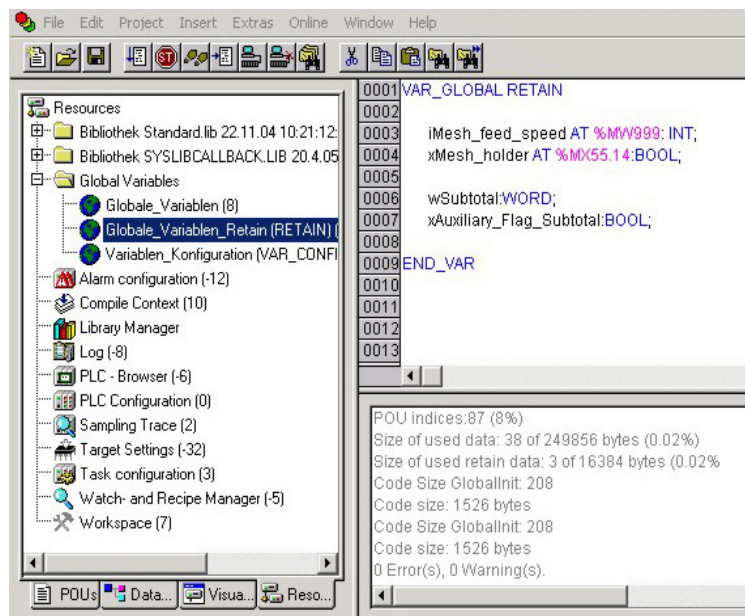 File Edit Project Insert Extras Online Window Help
Resources
Bibliothek Standard.lib 22.11.04 10:21:12:
Bibliothek SYSLIBCALLBACK.LIB 20.4.05
Global Variables
Globale_Variablen (8)
Globale_Variablen_Retain (RETAIN) (
Variablen_Konfiguration (VAR_CONFI
Alarm configuration (-12)
Compile Context (10)
Library Manager
Log (-8)
PLC - Browser (-6)
PLC Configuration (0)
Sampling Trace (2)
Target Settings (-32)
Task configuration (3)
Watch- and Recipe Manager (-5)
Workspace (7)
POUs Data... Visua... Reso...
0001 VAR_GLOBAL RETAIN
0002
0003 iMesh_feed_speed AT %MW999: INT;
0004 xMesh_holder AT %MX55.14:BOOL;
0005
0006 wSubtotal:WORD;
0007 xAuxiliary_Flag_Subtotal:BOOL;
0008
0009 END_VAR
0010
0011
0012
0013
POU indices:87 (8%)
Size of used data: 38 of 249856 bytes (0.02%)
Size of used retain data: 3 of 16384 bytes (0.02%
Code Size GlobalInit: 208
Code size: 1526 bytes
Code Size GlobalInit: 208
Code size: 1526 bytes
0 Error(s), 0 Warning(s).